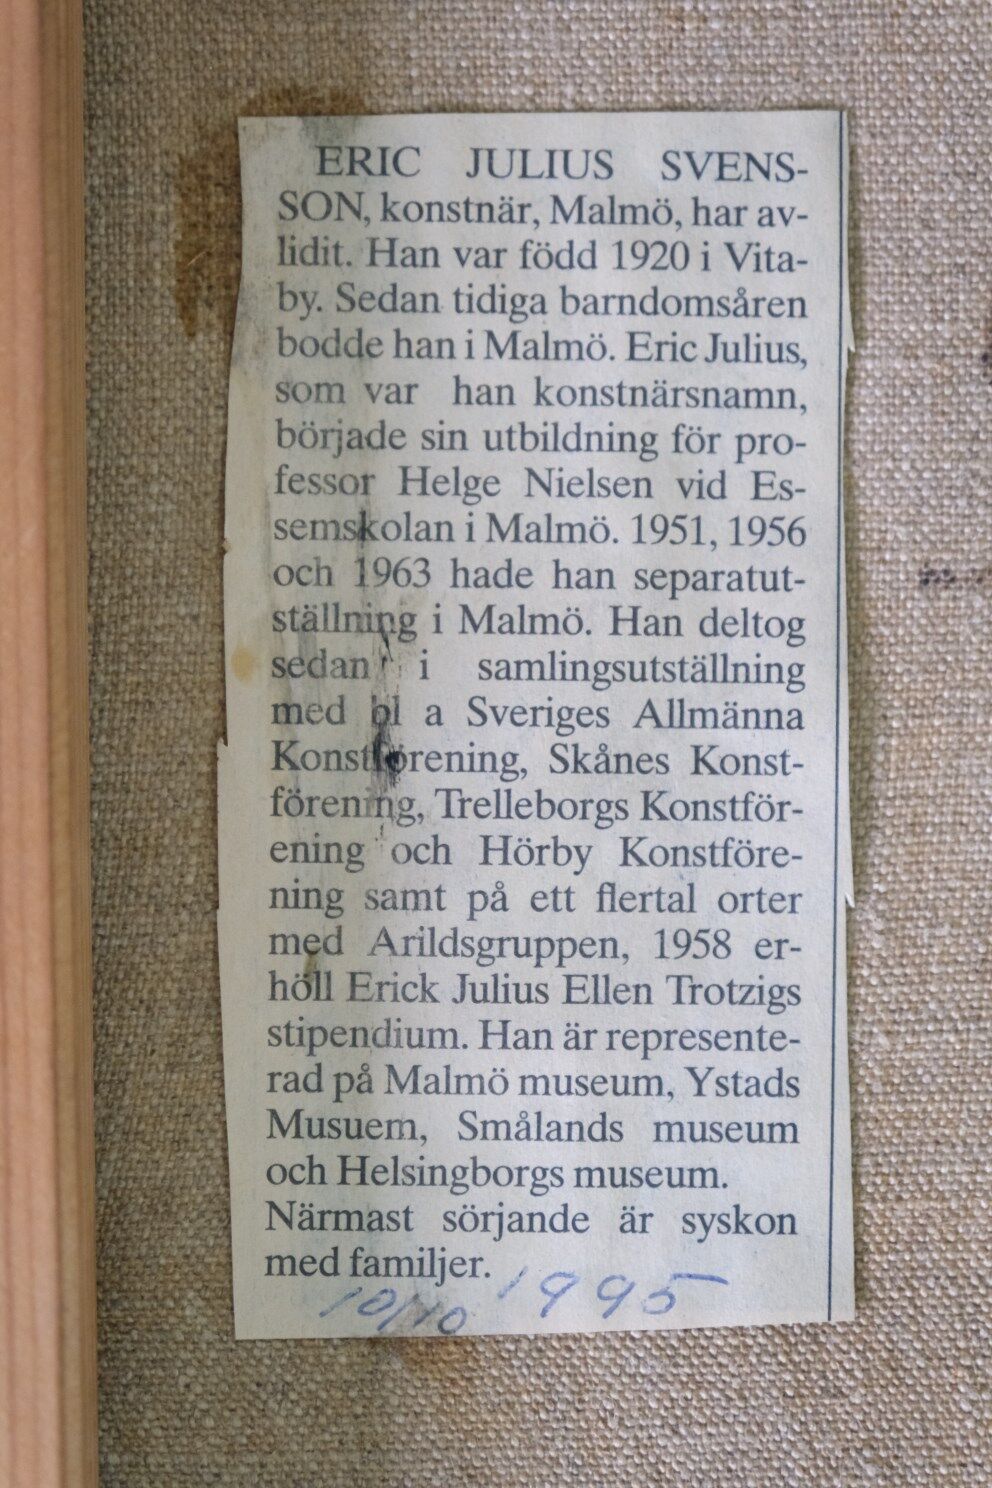 ERIC JULIUS SVENS-
SON, konstnär, Malmö, har av-
lidit. Han var född 1920 i Vita-
by. Sedan tidiga barndomsåren
bodde han i Malmö. Eric Julius,
som var han konstnärsnamn,
började sin utbildning för pro-
fessor Helge Nielsen vid Es-
semskolan i Malmö. 1951, 1956
och 1963 hade han separatut-
ställning i Malmö. Han deltog
sedan i samlingsutställning
med bl a Sveriges Allmänna
Konstförening, Skånes Konst-
förening, Trelleborgs Konstför-
ening och Hörby Konstföre-
ning samt på ett flertal orter
med Arildsgruppen, 1958 er-
höll Erick Julius Ellen Trotzigs
stipendium. Han är represente-
rad på Malmö museum, Ystads
Musuem, Smålands museum
och Helsingborgs museum.
Närmast sörjande är syskon
med familjer.
10/10 1995